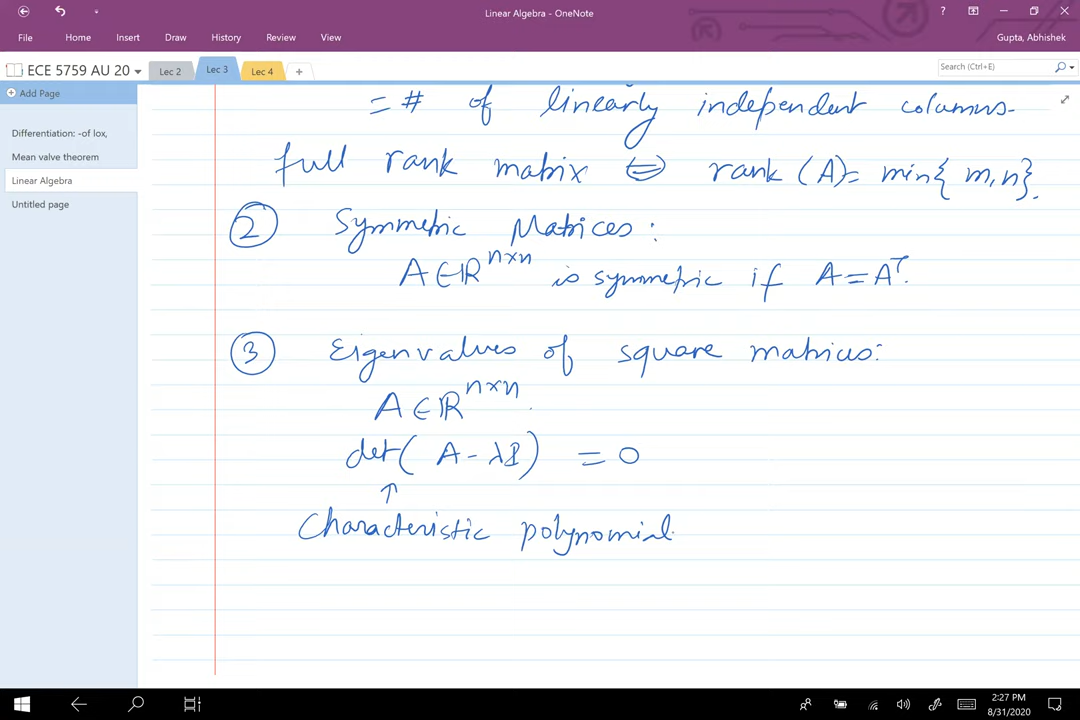 Linear Algebra - OneNote
File Home Insert Draw History Review View
Gupta, Abhishek
ECE 5759 AU 20
Lec 2 Lec 3 Lec 4 +
Search (Ctrl+E)
Add Page
Differentiation: -of lox,
Mean valve theorem
Linear Algebra
Untitled page
= # of linearly independent columns.
full rank matrix ⇔ rank (A) = min{ m, n}.
② Symmetric Matrices:
A ∈ ℝ^{n×n} is symmetric if A = A^T.
③ Eigenvalues of square matrices:
A ∈ ℝ^{n×n}.
det( A - λI ) = 0
↑
Characteristic polynomial.
2:27 PM
8/31/2020